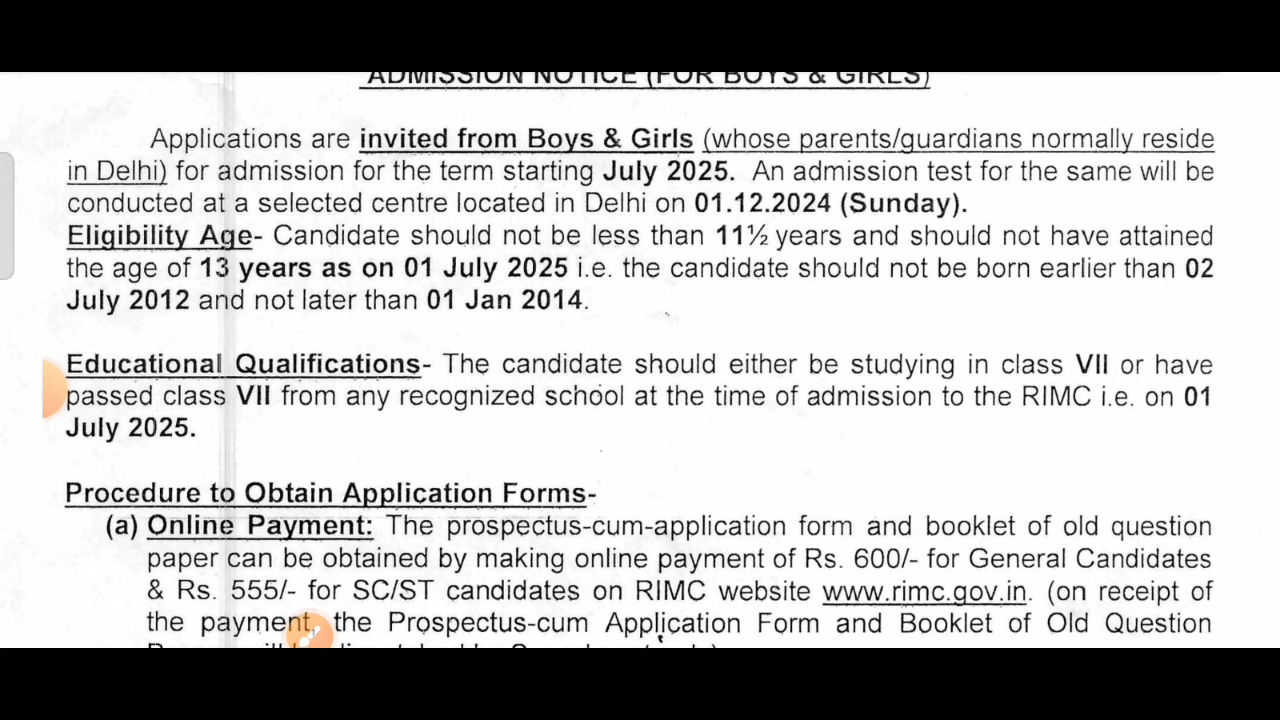 ADMISSION NOTICE (FOR BOYS & GIRLS)
Applications are invited from Boys & Girls (whose parents/guardians normally reside
in Delhi) for admission for the term starting July 2025. An admission test for the same will be
conducted at a selected centre located in Delhi on 01.12.2024 (Sunday).
Eligibility Age- Candidate should not be less than 11½ years and should not have attained
the age of 13 years as on 01 July 2025 i.e. the candidate should not be born earlier than 02
July 2012 and not later than 01 Jan 2014.
Educational Qualifications- The candidate should either be studying in class VII or have
passed class VII from any recognized school at the time of admission to the RIMC i.e. on 01
July 2025.
Procedure to Obtain Application Forms-
(a) Online Payment: The prospectus-cum-application form and booklet of old question
paper can be obtained by making online payment of Rs. 600/- for General Candidates
& Rs. 555/- for SC/ST candidates on RIMC website www.rimc.gov.in. (on receipt of
the payment, the Prospectus-cum Application Form and Booklet of Old Question